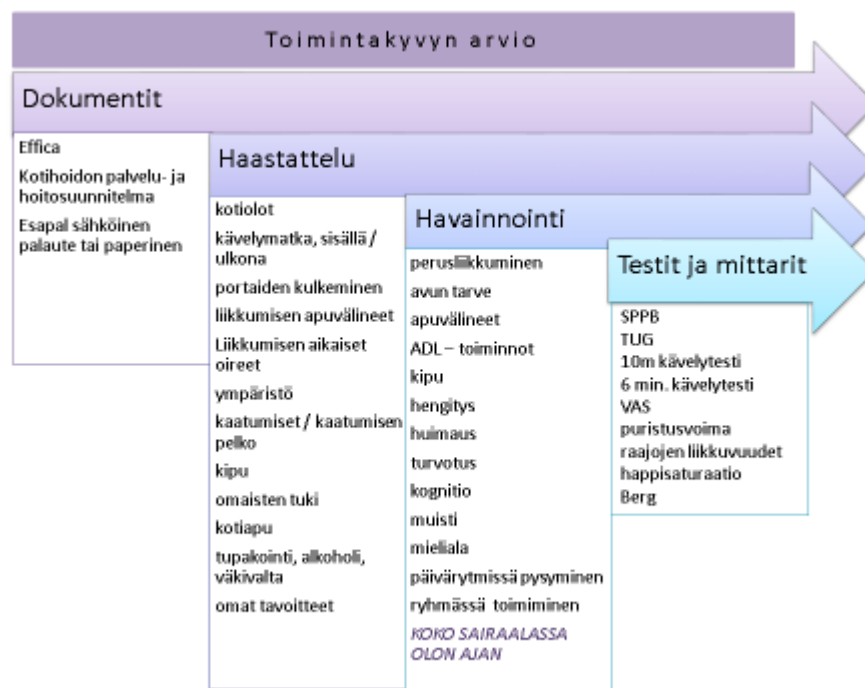 Toimintakyvyn arvio
Dokumentit
Effica
Kotihoidon palvelu- ja
hoitosuunnitelma
Esapal sähköinen
palaute tai paperinen
Haastattelu
kotiolot
kävelymatka, sisällä /
ulkona
portaiden kulkeminen
liikkumisen apuvälineet
Liikkumisen aikaiset
oireet
ympäristö
kaatumiset / kaatumisen
pelko
kipu
omaisten tuki
kotiapu
tupakointi, alkoholi,
väkivalta
omat tavoitteet
Havainnointi
perusliikkuminen
avun tarve
apuvälineet
ADL – toiminnot
kipu
hengitys
huimaus
turvotus
kognitio
muisti
mieliala
päivärytmissä pysyminen
ryhmässä toimiminen
KOKO SAIRAALASSA
OLON AJAN
Testit ja mittarit
SPPB
TUG
10m kävelytesti
6 min. kävelytesti
VAS
puristusvoima
raajojen liikkuvuudet
happisaturaatio
Berg